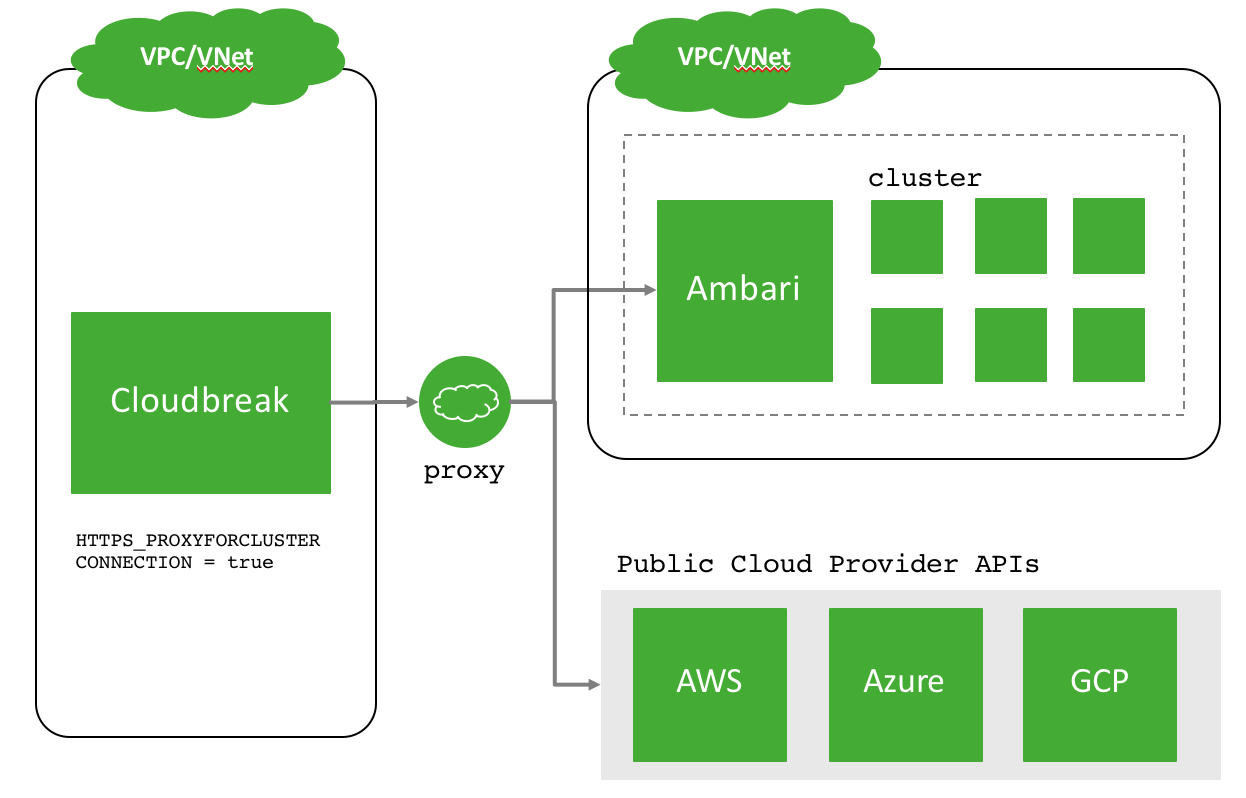 VPC/VNet
VPC/VNet
cluster
Ambari
Cloudbreak
proxy
HTTPS_PROXYFORCLUSTER
CONNECTION = true
Public Cloud Provider APIs
AWS
Azure
GCP